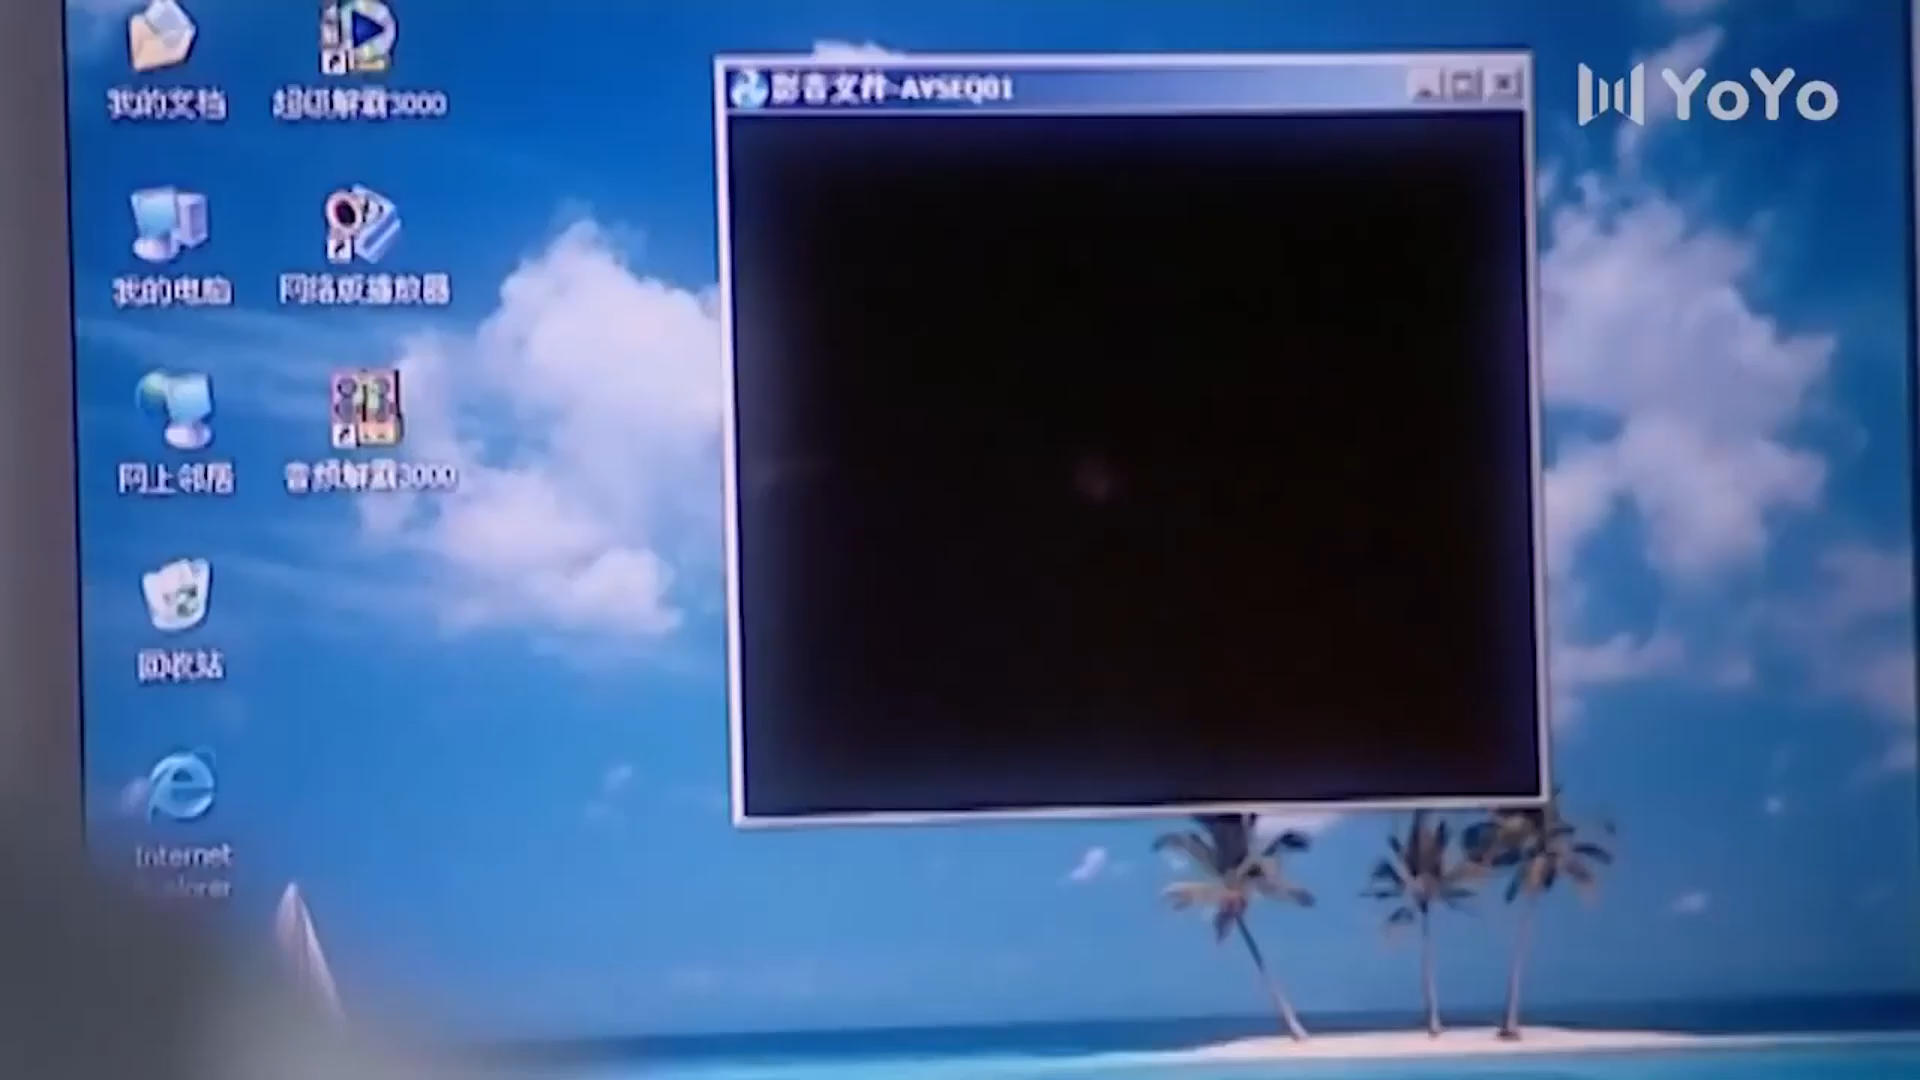 我的文档
超级解霸3000
影音文件-AVSEQ01
YoYo
我的电脑
网络版播放器
网上邻居
音频解霸3000
回收站
Internet
Explorer